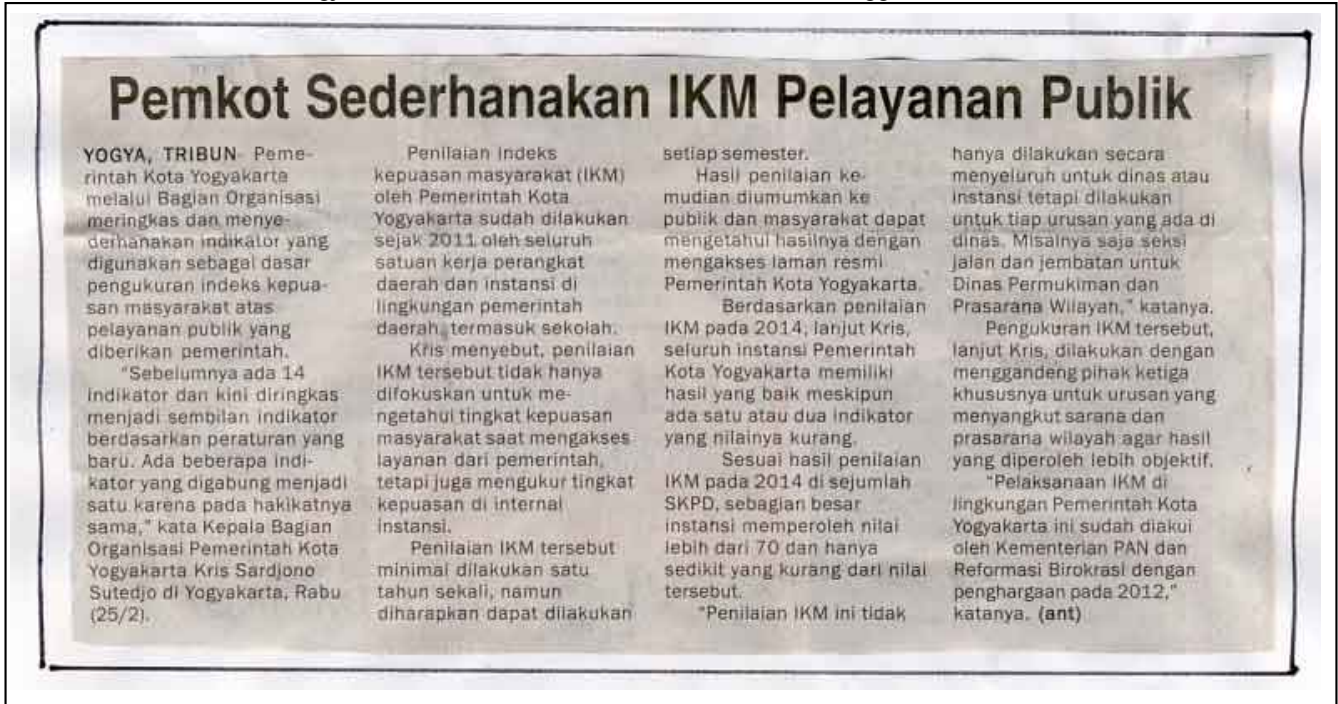 Pemkot Sederhanakan IKM Pelayanan Publik
YOGYA, TRIBUN- Peme-
rintah Kota Yogyakarta
melalui Bagian Organisasi
meringkas dan menye-
derhanakan indikator yang
digunakan sebagai dasar
pengukuran indeks kepua-
san masyarakat atas
pelayanan publik yang
diberikan pemerintah.
"Sebelumnya ada 14
indikator dan kini diringkas
menjadi sembilan indikator
berdasarkan peraturan yang
baru. Ada beberapa indi-
kator yang digabung menjadi
satu karena pada hakikatnya
sama," kata Kepala Bagian
Organisasi Pemerintah Kota
Yogyakarta Kris Sardjono
Sutedjo di Yogyakarta, Rabu
(25/2).
Penilaian indeks
kepuasan masyarakat (IKM)
oleh Pemerintah Kota
Yogyakarta sudah dilakukan
sejak 2011 oleh seluruh
satuan kerja perangkat
daerah dan instansi di
lingkungan pemerintah
daerah, termasuk sekolah.
Kris menyebut, penilaian
IKM tersebut tidak hanya
difokuskan untuk me-
ngetahui tingkat kepuasan
masyarakat saat mengakses
layanan dari pemerintah,
tetapi juga mengukur tingkat
kepuasan di internal
instansi.
Penilaian IKM tersebut
minimal dilakukan satu
tahun sekali, namun
diharapkan dapat dilakukan
setiap semester.
Hasil penilaian ke-
mudian diumumkan ke
publik dan masyarakat dapat
mengetahui hasilnya dengan
mengakses laman resmi
Pemerintah Kota Yogyakarta.
Berdasarkan penilaian
IKM pada 2014, lanjut Kris,
seluruh instansi Pemerintah
Kota Yogyakarta memiliki
hasil yang baik meskipun
ada satu atau dua indikator
yang nilainya kurang.
Sesuai hasil penilaian
IKM pada 2014 di sejumlah
SKPD, sebagian besar
instansi memperoleh nilai
lebih dari 70 dan hanya
sedikit yang kurang dari nilai
tersebut.
"Penilaian IKM ini tidak
hanya dilakukan secara
menyeluruh untuk dinas atau
instansi tetapi dilakukan
untuk tiap urusan yang ada di
dinas. Misalnya saja seksi
jalan dan jembatan untuk
Dinas Permukiman dan
Prasarana Wilayah," katanya.
Pengukuran IKM tersebut,
lanjut Kris, dilakukan dengan
menggandeng pihak ketiga
khususnya untuk urusan yang
menyangkut sarana dan
prasarana wilayah agar hasil
yang diperoleh lebih objektif.
"Pelaksanaan IKM di
lingkungan Pemerintah Kota
Yogyakarta ini sudah diakui
oleh Kementerian PAN dan
Reformasi Birokrasi dengan
penghargaan pada 2012,"
katanya. (ant)